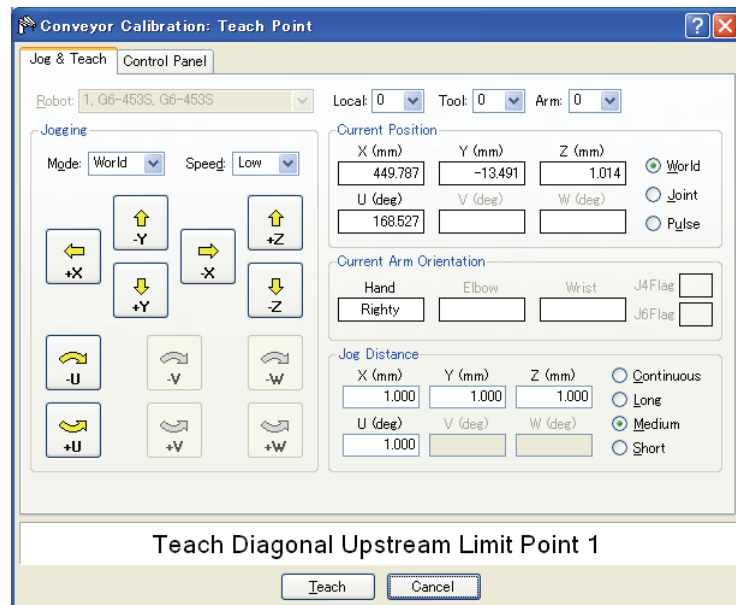 Conveyor Calibration: Teach Point
Jog & Teach Control Panel
Robot: 1, G6-453S, G6-453S Local: 0 Tool: 0 Arm: 0
Jogging
Mode: World Speed: Low
+X -Y -X +Z
+Y -Z
-U -V -W
+U +V +W
Current Position
X (mm) Y (mm) Z (mm)
449.787 -13.491 1.014
U (deg) V (deg) W (deg)
168.527
World
Joint
Pulse
Current Arm Orientation
Hand Elbow Wrist J4Flag
Righty J6Flag
Jog Distance
X (mm) Y (mm) Z (mm)
1.000 1.000 1.000
U (deg) V (deg) W (deg)
1.000
Continuous
Long
Medium
Short
Teach Diagonal Upstream Limit Point 1
Teach Cancel